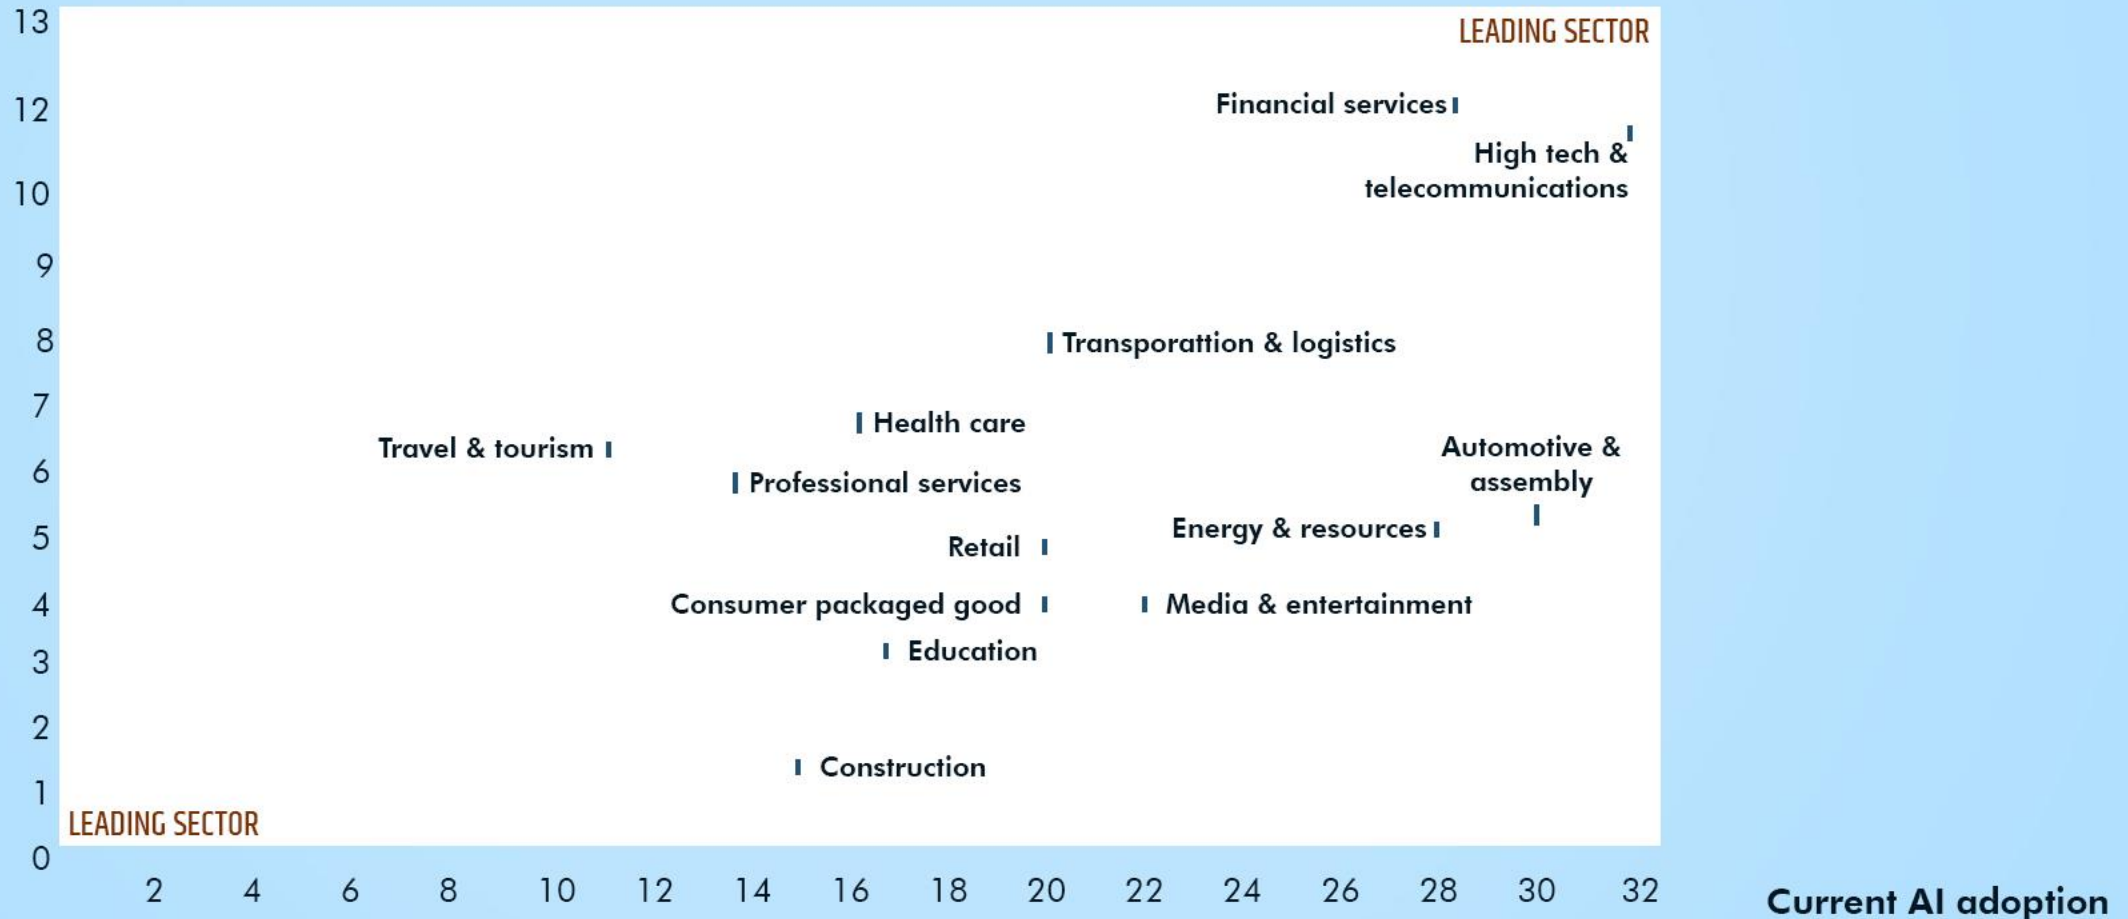 13
LEADING SECTOR
12
Financial services
High tech &
telecommunications
10
9
8
Transporattion & logistics
7
Health care
Travel & tourism
Automotive &
assembly
6
Professional services
5
Energy & resources
Retail
4
Consumer packaged good
Media & entertainment
3
Education
2
Construction
1
LEADING SECTOR
0
2 4 6 8 10 12 14 16 18 20 22 24 26 28 30 32
Current AI adoption